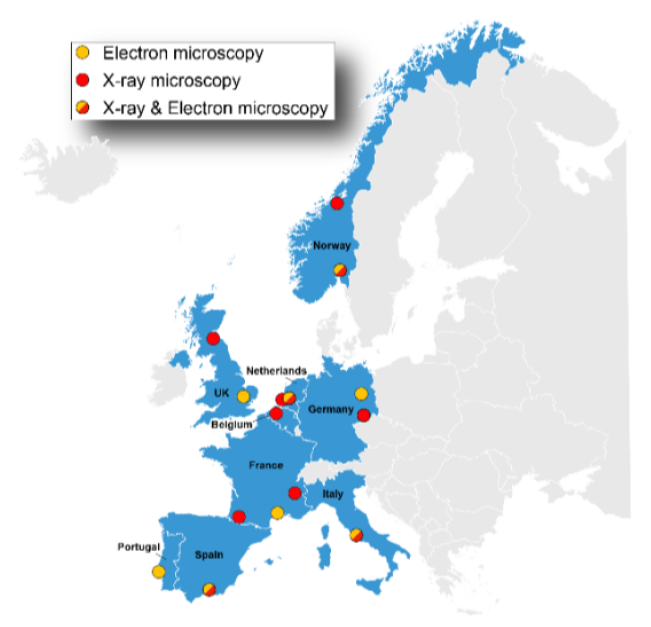 Electron microscopy
X-ray microscopy
X-ray & Electron microscopy
Norway
Netherlands
UK
Germany
Belgium
France
Italy
Portugal
Spain